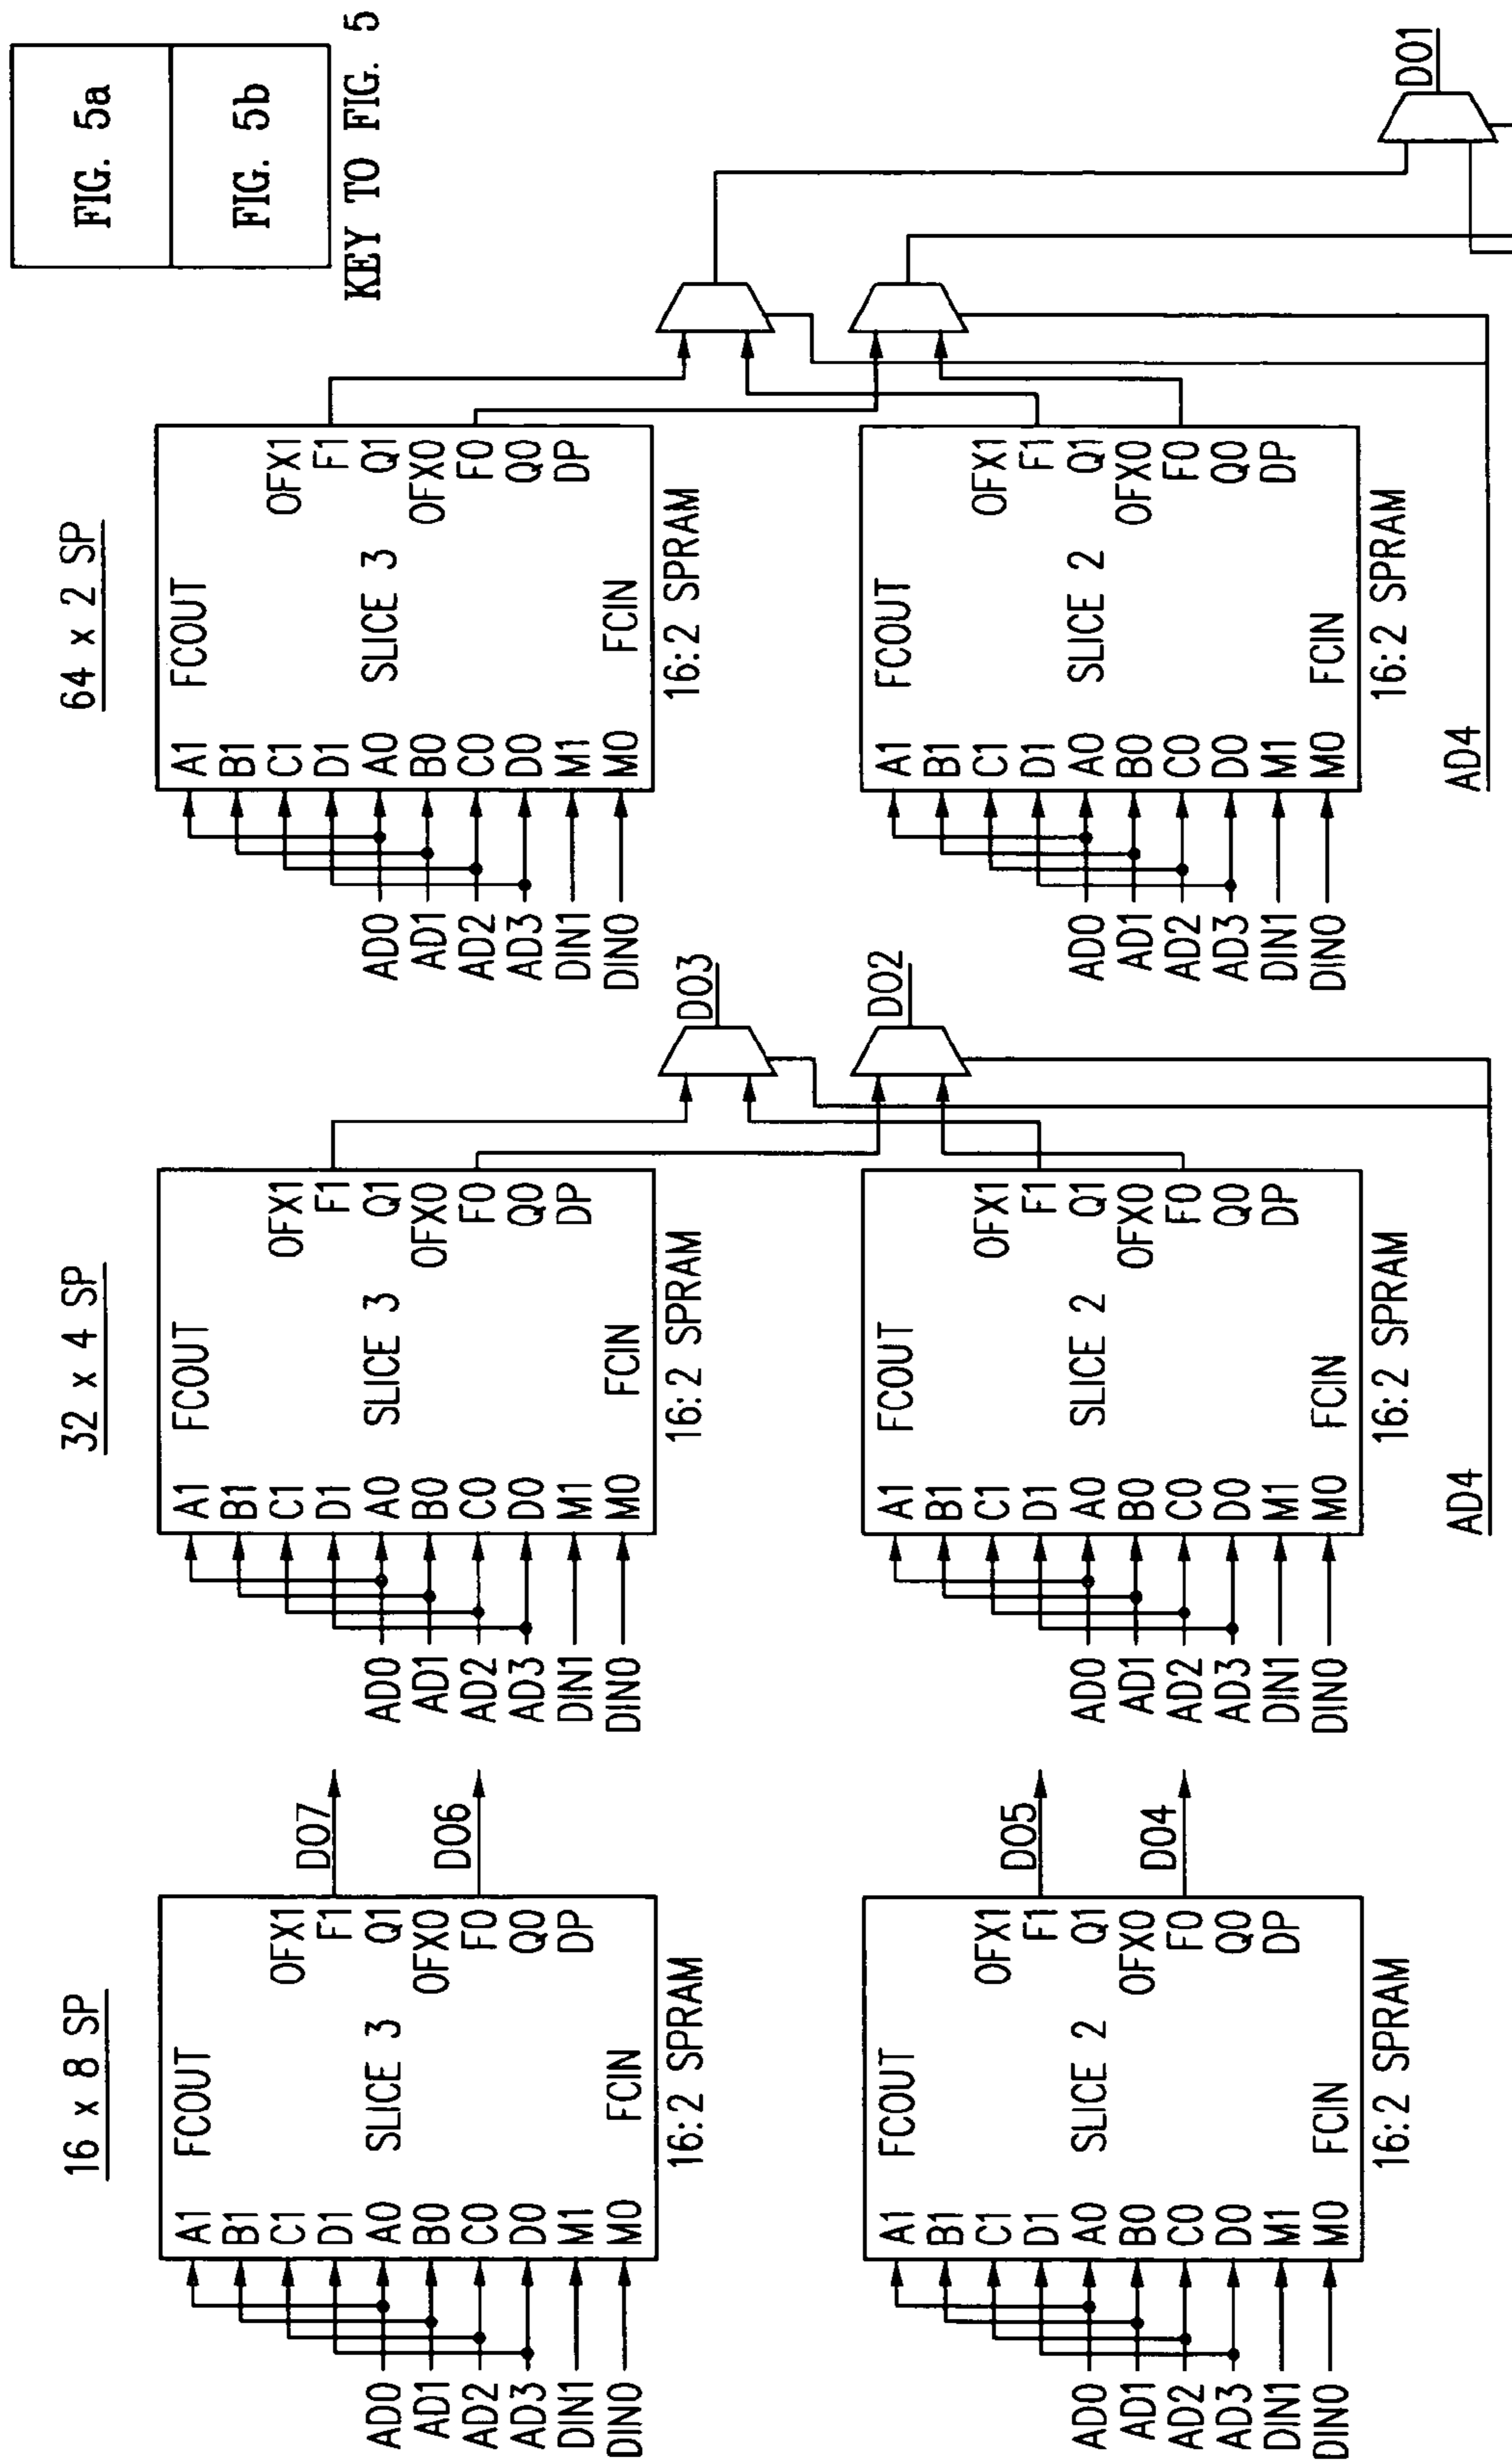 FIG. 5a
FIG. 5b
KEY TO FIG. 5
16 x 8 SP
A1
B1
C1
D1
A0
B0
C0
D0
M1
M0
FCOUT
SLICE 3
FCIN
OFX1
F1
Q1
OFX0
F0
Q0
DP
AD0
AD1
AD2
AD3
DIN1
DIN0
DO7
DO6
16:2 SPRAM
A1
B1
C1
D1
A0
B0
C0
D0
M1
M0
FCOUT
SLICE 2
FCIN
OFX1
F1
Q1
OFX0
F0
Q0
DP
AD0
AD1
AD2
AD3
DIN1
DIN0
DO5
DO4
16:2 SPRAM
32 x 4 SP
A1
B1
C1
D1
A0
B0
C0
D0
M1
M0
FCOUT
SLICE 3
FCIN
OFX1
F1
Q1
OFX0
F0
Q0
DP
AD0
AD1
AD2
AD3
DIN1
DIN0
16:2 SPRAM
DO3
DO2
A1
B1
C1
D1
A0
B0
C0
D0
M1
M0
FCOUT
SLICE 2
FCIN
OFX1
F1
Q1
OFX0
F0
Q0
DP
AD0
AD1
AD2
AD3
DIN1
DIN0
16:2 SPRAM
AD4
64 x 2 SP
A1
B1
C1
D1
A0
B0
C0
D0
M1
M0
FCOUT
SLICE 3
FCIN
OFX1
F1
Q1
OFX0
F0
Q0
DP
AD0
AD1
AD2
AD3
DIN1
DIN0
16:2 SPRAM
A1
B1
C1
D1
A0
B0
C0
D0
M1
M0
FCOUT
SLICE 2
FCIN
OFX1
F1
Q1
OFX0
F0
Q0
DP
AD0
AD1
AD2
AD3
DIN1
DIN0
16:2 SPRAM
AD4
DO1